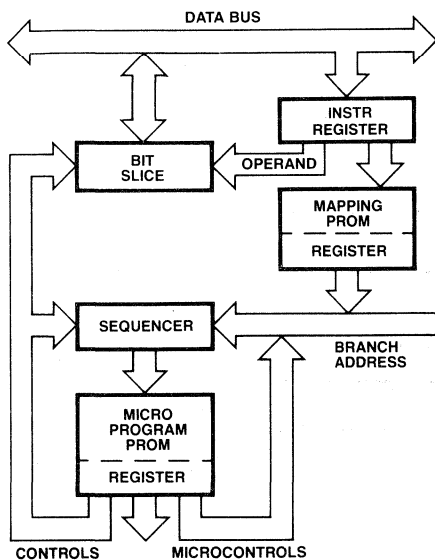 DATA BUS
INSTR
REGISTER
BIT
SLICE
OPERAND
MAPPING
PROM
REGISTER
SEQUENCER
BRANCH
ADDRESS
MICRO
PROGRAM
PROM
REGISTER
CONTROLS
MICROCONTROLS